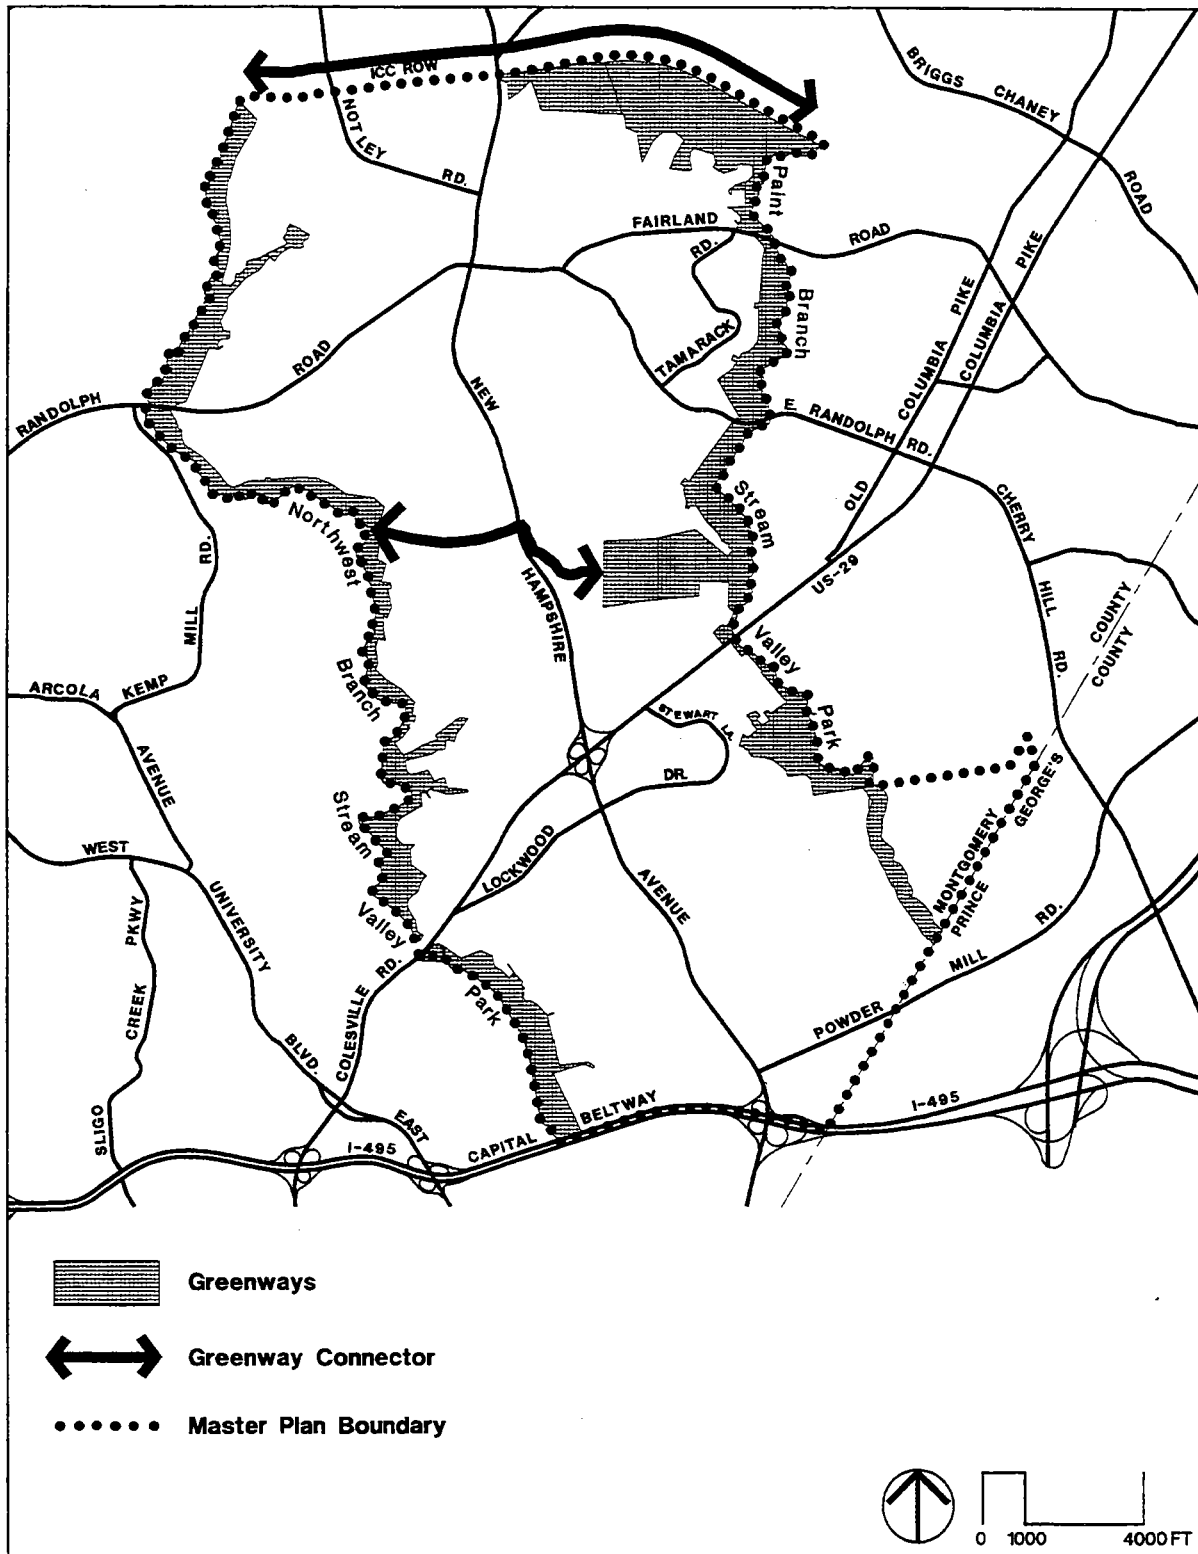 ICC ROW
NOTLEY
RD.
BRIGGS
CHANEY
ROAD
Paint
Branch
Stream
Valley
Park
FAIRLAND
ROAD
RD.
TAMARACK
COLUMBIA
PIKE
COLUMBIA
PIKE
OLD
RANDOLPH
ROAD
NEW
HAMPSHIRE
AVENUE
E. RANDOLPH RD.
CHERRY
HILL
RD.
US-29
COUNTY
COUNTY
Northwest
Branch
Stream
Valley
Park
RD.
MILL
KEMP
ARCOLA
AVENUE
STEWART LA.
DR.
LOCKWOOD
MONTGOMERY
GEORGE'S
PRINCE
WEST
UNIVERSITY
BLVD.
EAST
PKWY
CREEK
SLIGO
COLESVILLE
RD.
POWDER
MILL
RD.
I-495
CAPITAL
BELTWAY
I-495
Greenways
Greenway Connector
Master Plan Boundary
0 1000 4000 FT